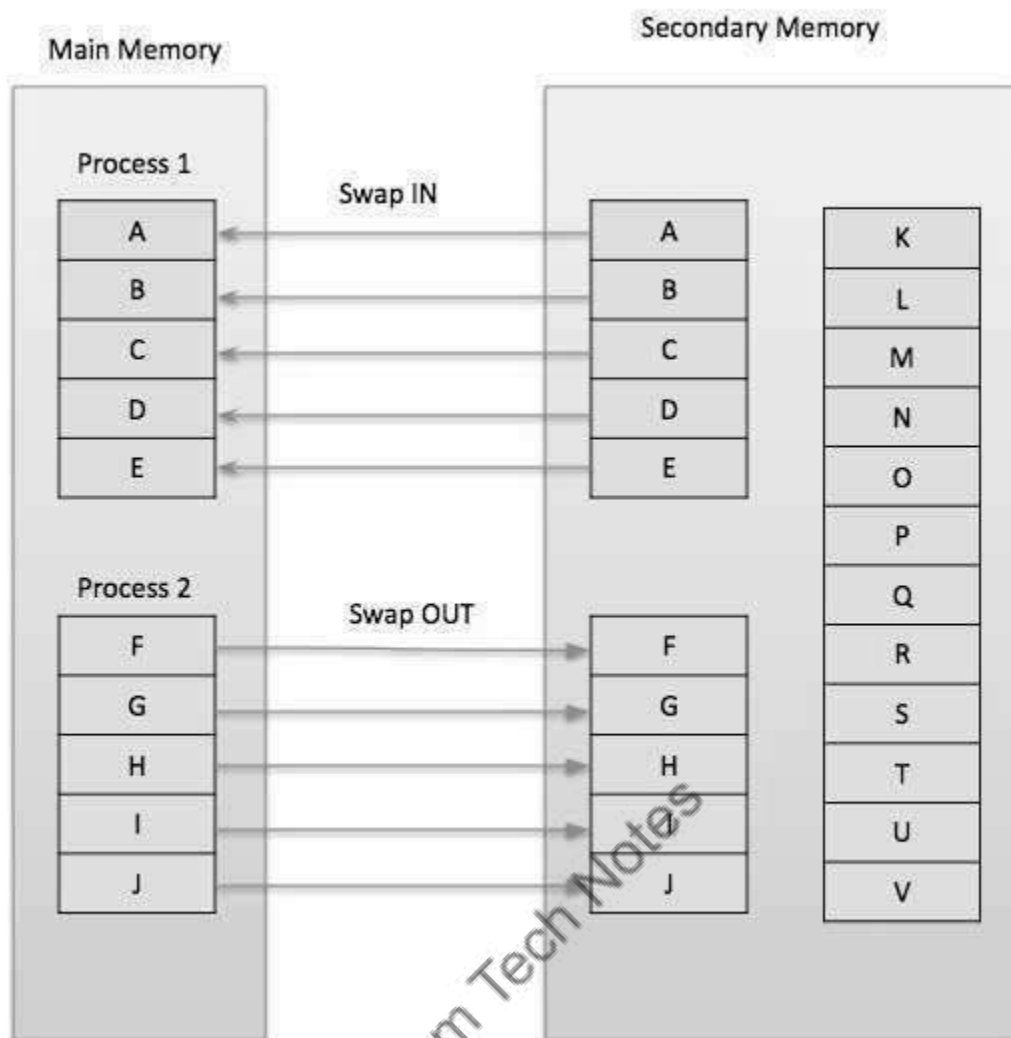 Main Memory
Secondary Memory
Process 1
Swap IN
A
B
C
D
E
A
B
C
D
E
Process 2
Swap OUT
F
G
H
I
J
F
G
H
I
J
K
L
M
N
O
P
Q
R
S
T
U
V
Tech Notes